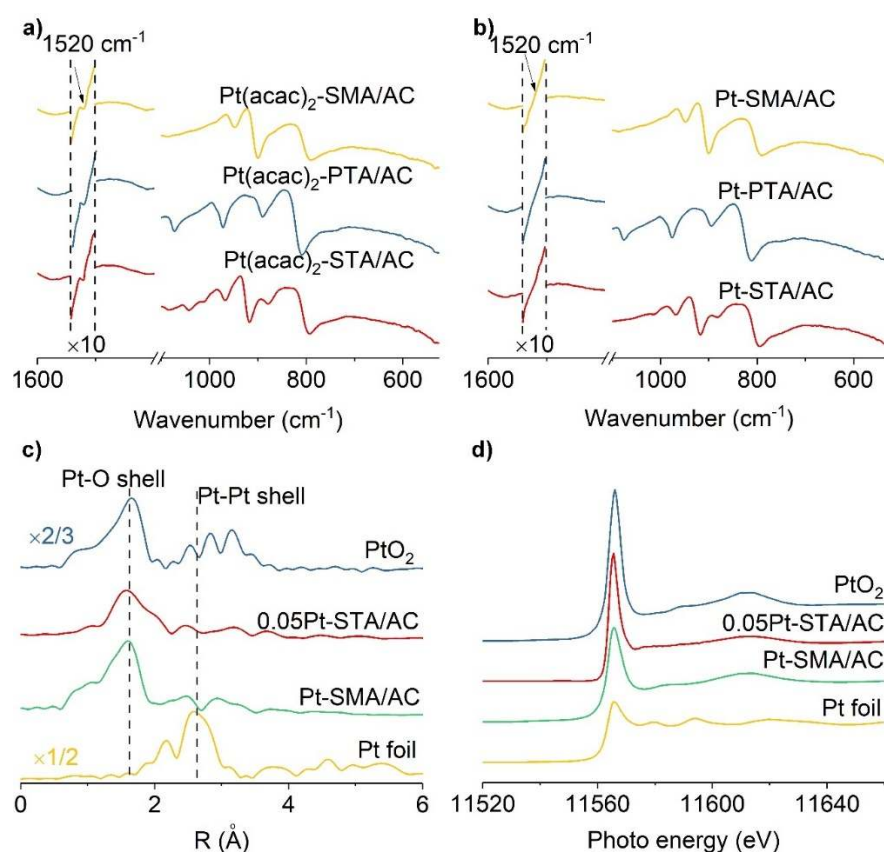 a)
1520 cm⁻¹
Pt(acac)₂-SMA/AC
Pt(acac)₂-PTA/AC
Pt(acac)₂-STA/AC
×10
1600 1000 800 600
Wavenumber (cm⁻¹)
b)
1520 cm⁻¹
Pt-SMA/AC
Pt-PTA/AC
Pt-STA/AC
×10
1600 1000 800 600
Wavenumber (cm⁻¹)
c)
Pt-O shell
Pt-Pt shell
×2/3
PtO₂
0.05Pt-STA/AC
Pt-SMA/AC
×1/2
Pt foil
0 2 4 6
R (Å)
d)
PtO₂
0.05Pt-STA/AC
Pt-SMA/AC
Pt foil
11520 11560 11600 11640
Photo energy (eV)